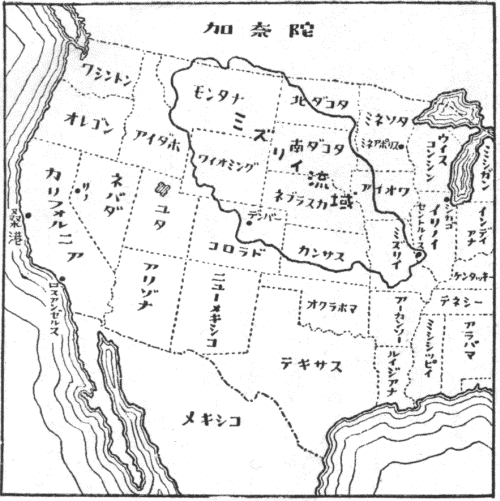 加奈陀
ワシントン
モンタナ
北ダコタ
ミネソタ
ミネアポリス
オレゴン
アイダホ
ミズリイ流域
南ダコタ
ウイスコンシン
ミシガン
ワイオミング
ネブラスカ
アイオワ
シカゴ
カリフォルニア
リノ
ネバダ
ユタ
デンバー
コロラド
カンサス
ミズリイ
セントルイス
イリノイ
インディアナ
桑港
ロスアンゼルス
アリゾナ
ニューメキシコ
オクラホマ
アーカンソー
ケンタッキー
テネシー
テキサス
ルイジアナ
ミシシッピイ
アラバマ
メキシコ